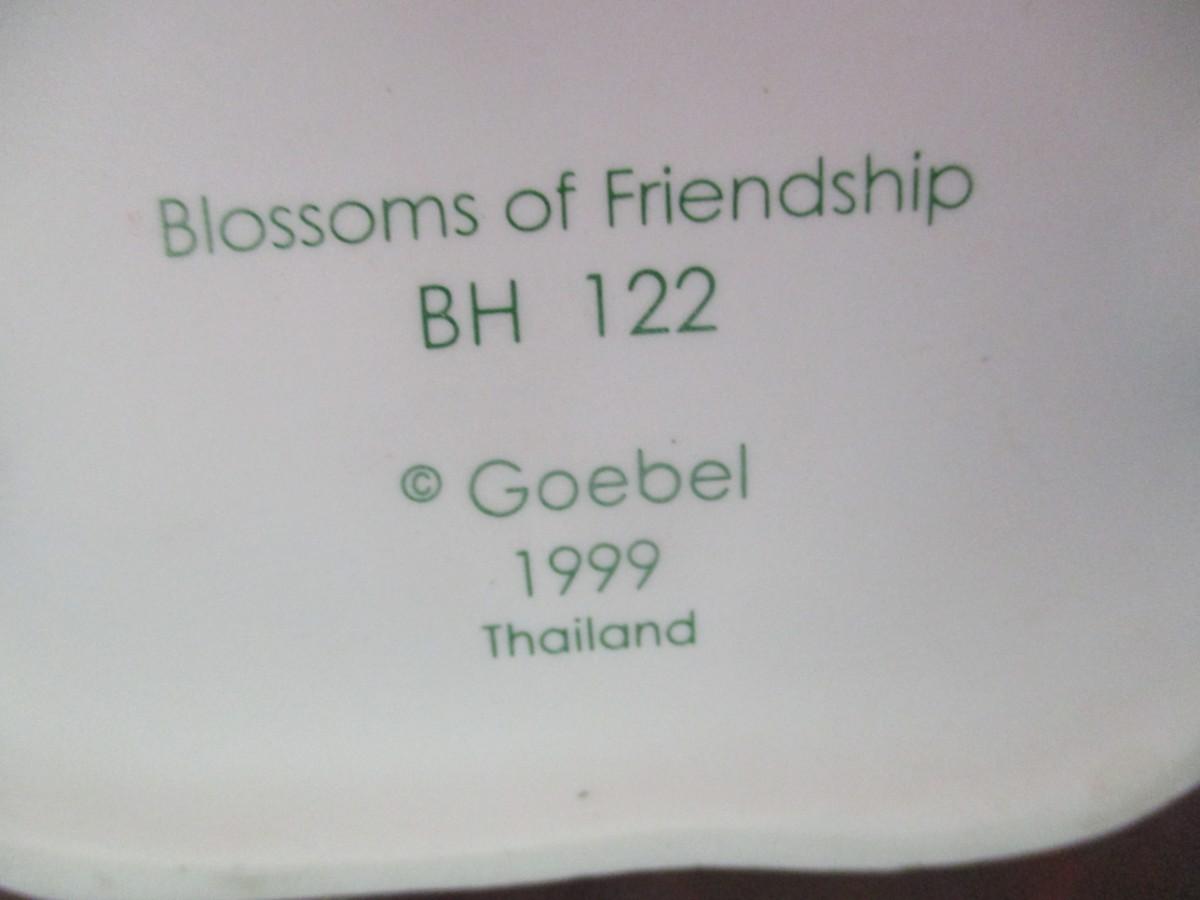 Blossoms of Friendship
BH 122
© Goebel
1999
Thailand